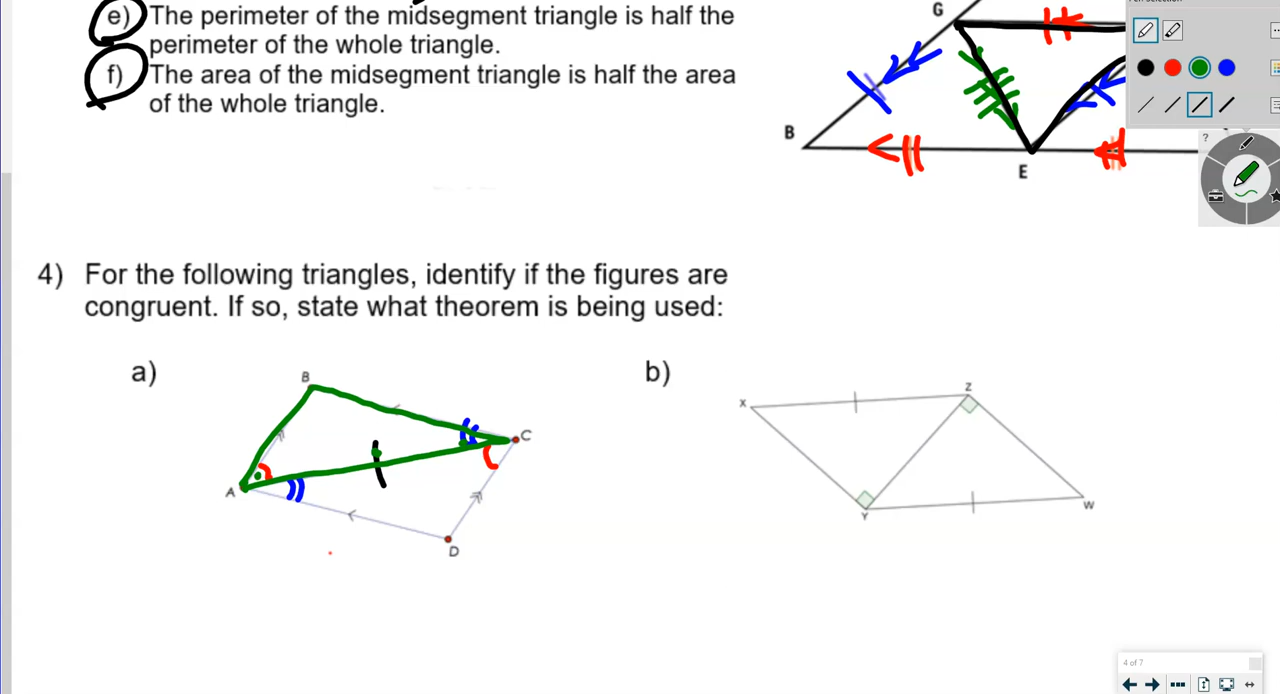 e) The perimeter of the midsegment triangle is half the
perimeter of the whole triangle.
f) The area of the midsegment triangle is half the area
of the whole triangle.
G
B
E
?
4) For the following triangles, identify if the figures are
congruent. If so, state what theorem is being used:
a)
B
C
A
D
b)
X
Z
Y
W
4 of 7